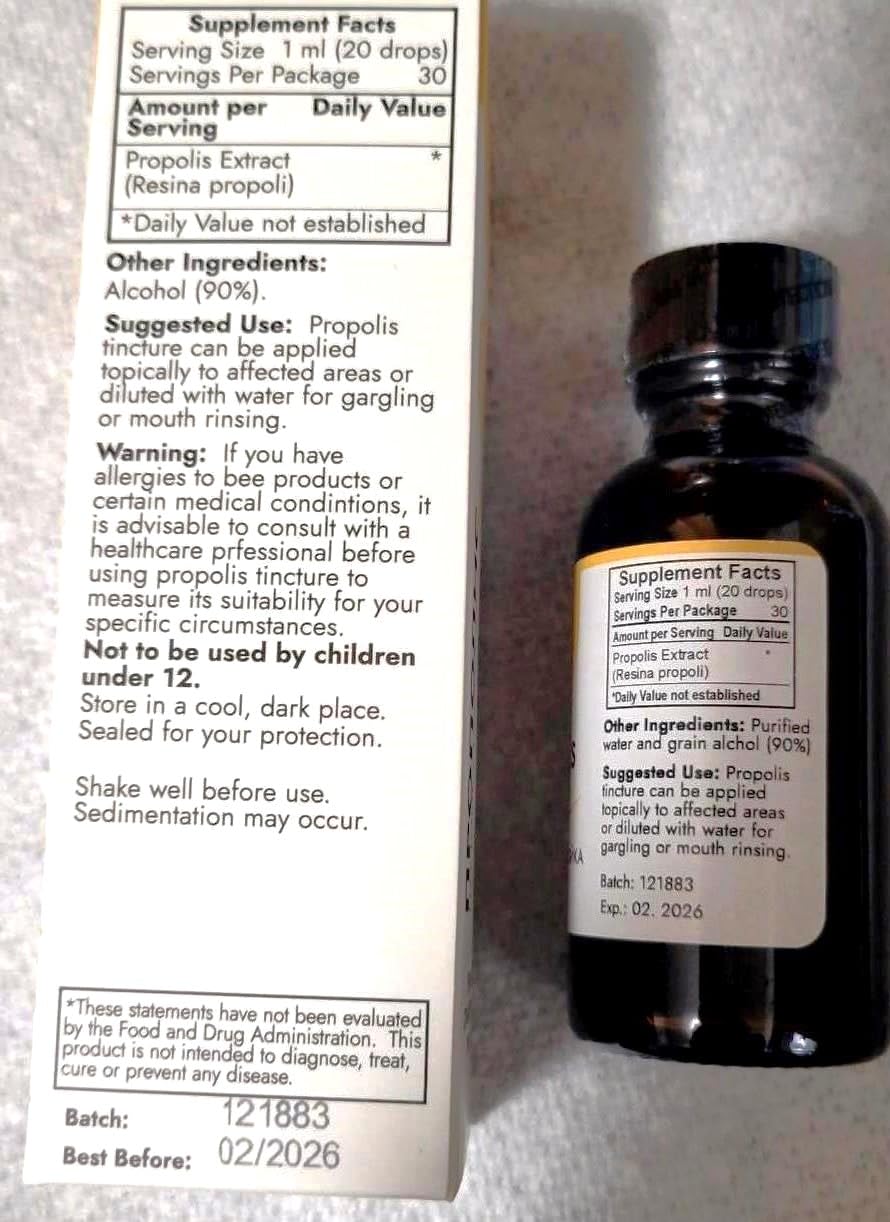 Supplement Facts
Serving Size 1 ml (20 drops)
Servings Per Package 30
Amount per Daily Value
Serving
Propolis Extract *
(Resina propoli)
*Daily Value not established
Other Ingredients:
Alcohol (90%).
Suggested Use: Propolis
tincture can be applied
topically to affected areas or
diluted with water for gargling
or mouth rinsing.
Warning: If you have
allergies to bee products or
certain medical condintions, it
is advisable to consult with a
healthcare prfessional before
using propolis tincture to
measure its suitability for your
specific circumstances.
Not to be used by children
under 12.
Store in a cool, dark place.
Sealed for your protection.
Shake well before use.
Sedimentation may occur.
*These statements have not been evaluated
by the Food and Drug Administration. This
product is not intended to diagnose, treat,
cure or prevent any disease.
Batch: 121883
Best Before: 02/2026
Supplement Facts
Serving Size 1 ml (20 drops)
Servings Per Package 30
Amount per Serving Daily Value
Propolis Extract *
(Resina propoli)
*Daily Value not established
Other Ingredients: Purified
water and grain alchol (90%)
Suggested Use: Propolis
tincture can be applied
topically to affected areas
or diluted with water for
gargling or mouth rinsing.
Batch: 121883
Exp.: 02. 2026